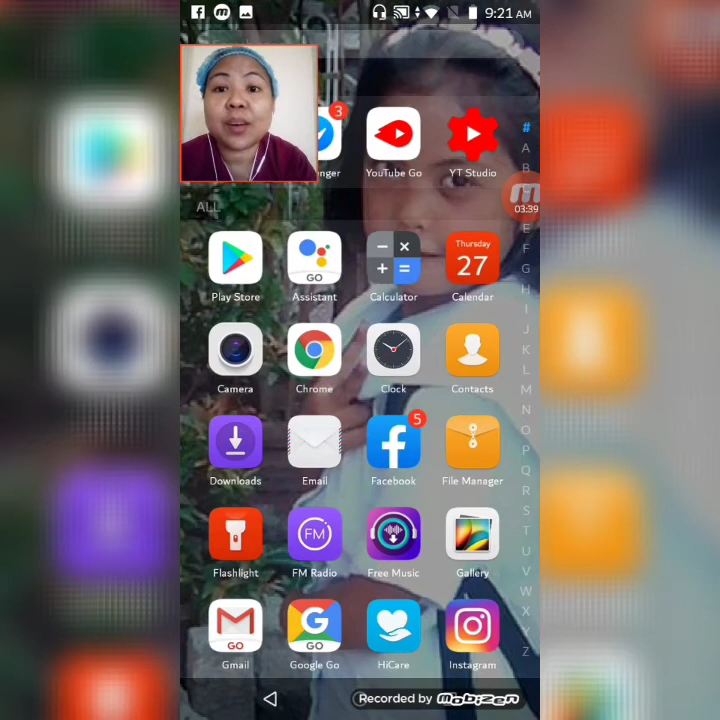 9:21 AM
3
nger
YouTube Go
YT Studio
#
A
B
03:39
ALL
E
F
G
H
I
J
K
L
M
N
O
P
Q
R
S
T
U
V
W
X
Y
Z
GO
Thursday
27
Play Store
Assistant
Calculator
Calendar
Camera
Chrome
Clock
Contacts
5
Downloads
Email
Facebook
File Manager
FM
Flashlight
FM Radio
Free Music
Gallery
GO
GO
Gmail
Google Go
HiCare
Instagram
Recorded by Mobizen